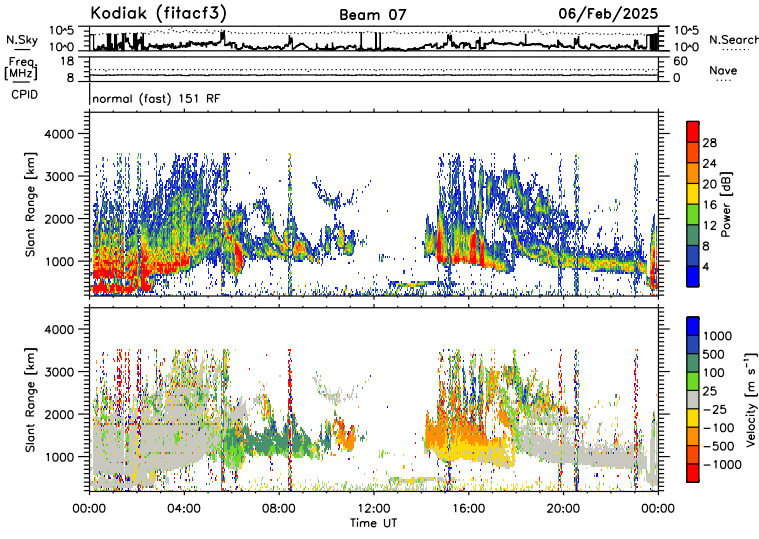 Kodiak (fitacf3) Beam 07 06/Feb/2025
N.Sky 10^5 10^0 10^5 10^0 N.Search
Freq. [MHz] 18 8 60 0 Nave
CPID normal (fast) 151 RF
Slant Range [km] 4000 3000 2000 1000
Power [dB] 28 24 20 16 12 8 4
Slant Range [km] 4000 3000 2000 1000
Velocity [m s^-1] 1000 500 100 25 -25 -100 -500 -1000
00:00 04:00 08:00 12:00 16:00 20:00 00:00
Time UT